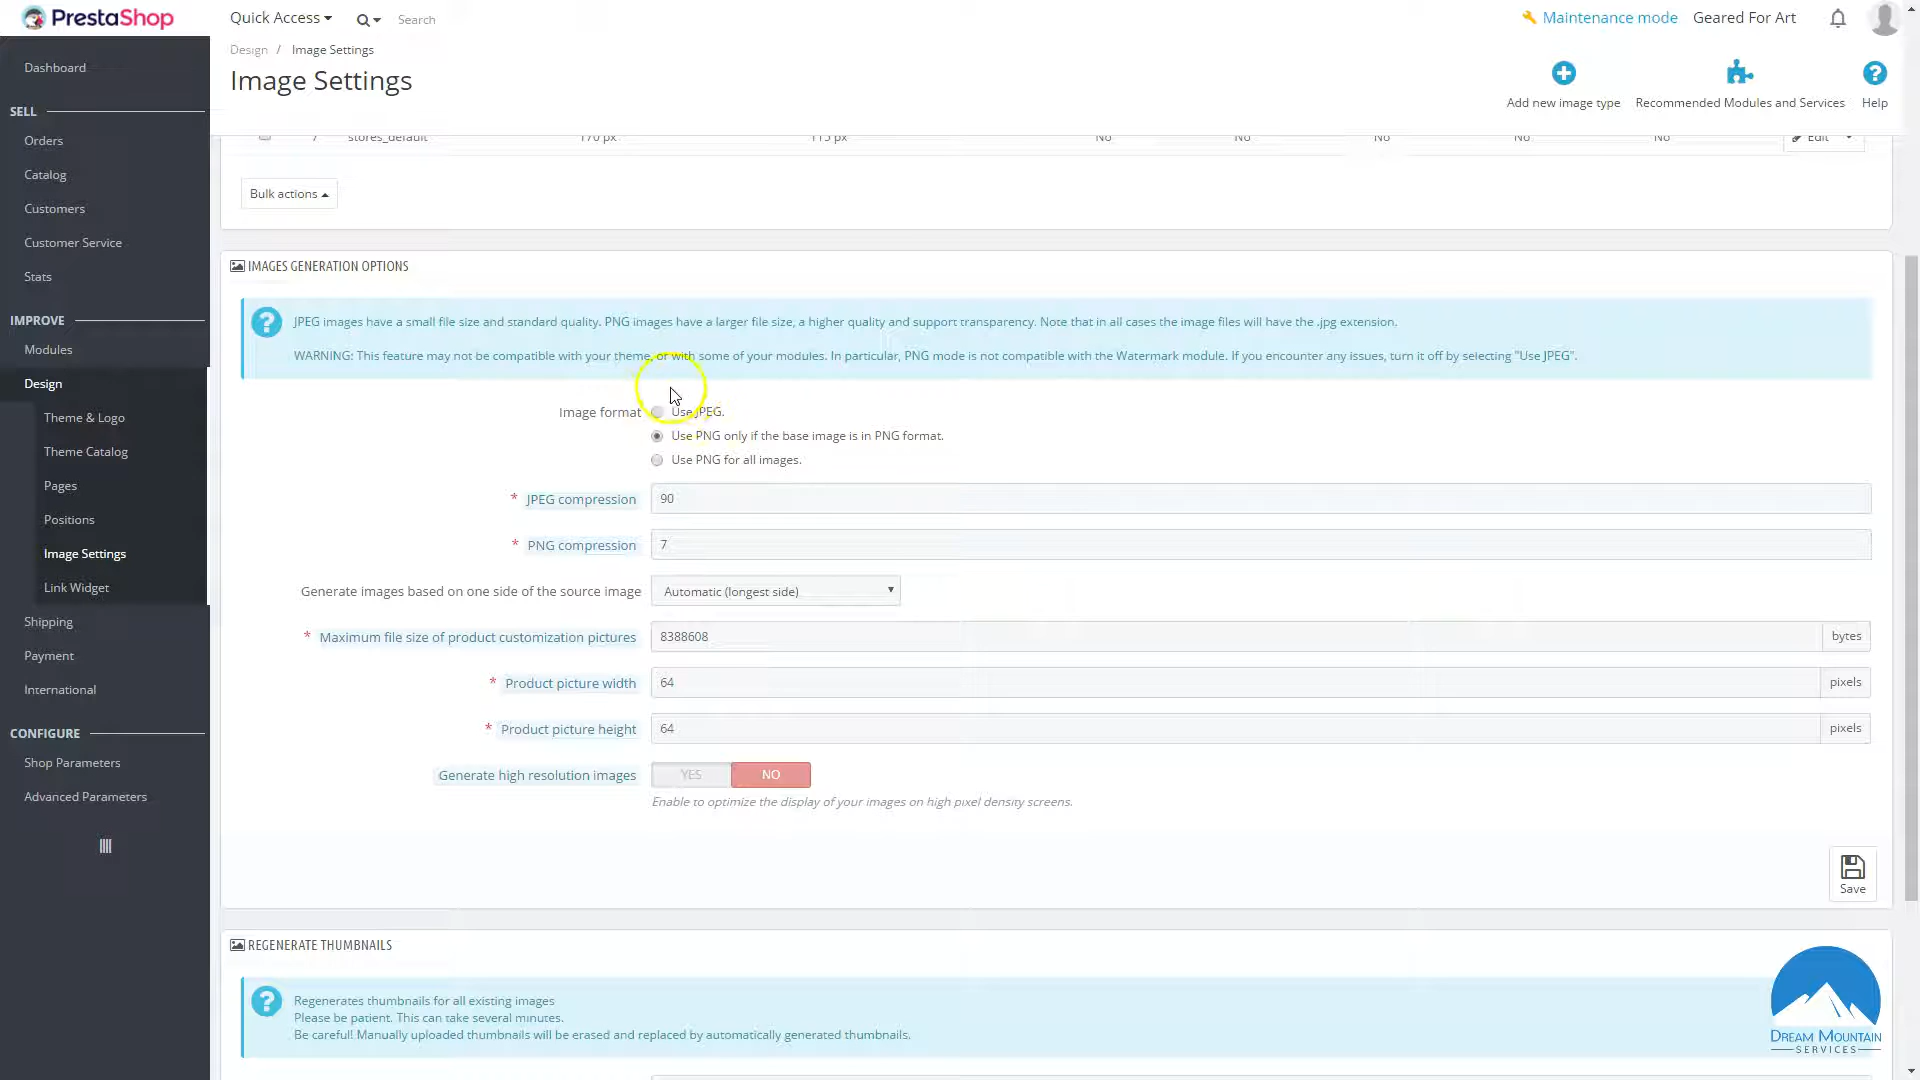 PrestaShop
Quick Access
Search
Maintenance mode
Geared For Art
Design / Image Settings
Image Settings
Add new image type
Recommended Modules and Services
Help
Dashboard
SELL
Orders
Catalog
Customers
Customer Service
Stats
IMPROVE
Modules
Design
Theme & Logo
Theme Catalog
Pages
Positions
Image Settings
Link Widget
Shipping
Payment
International
CONFIGURE
Shop Parameters
Advanced Parameters
7 stores_default 170 px 115 px No No No No No Edit
Bulk actions
IMAGES GENERATION OPTIONS
JPEG images have a small file size and standard quality. PNG images have a larger file size, a higher quality and support transparency. Note that in all cases the image files will have the .jpg extension.
WARNING: This feature may not be compatible with your theme, or with some of your modules. In particular, PNG mode is not compatible with the Watermark module. If you encounter any issues, turn it off by selecting "Use JPEG".
Image format Use JPEG.
Use PNG only if the base image is in PNG format.
Use PNG for all images.
* JPEG compression 90
* PNG compression 7
Generate images based on one side of the source image Automatic (longest side)
* Maximum file size of product customization pictures 8388608 bytes
* Product picture width 64 pixels
* Product picture height 64 pixels
Generate high resolution images YES NO
Enable to optimize the display of your images on high pixel density screens.
Save
REGENERATE THUMBNAILS
Regenerates thumbnails for all existing images
Please be patient. This can take several minutes.
Be careful! Manually uploaded thumbnails will be erased and replaced by automatically generated thumbnails.
DREAM MOUNTAIN
SERVICES